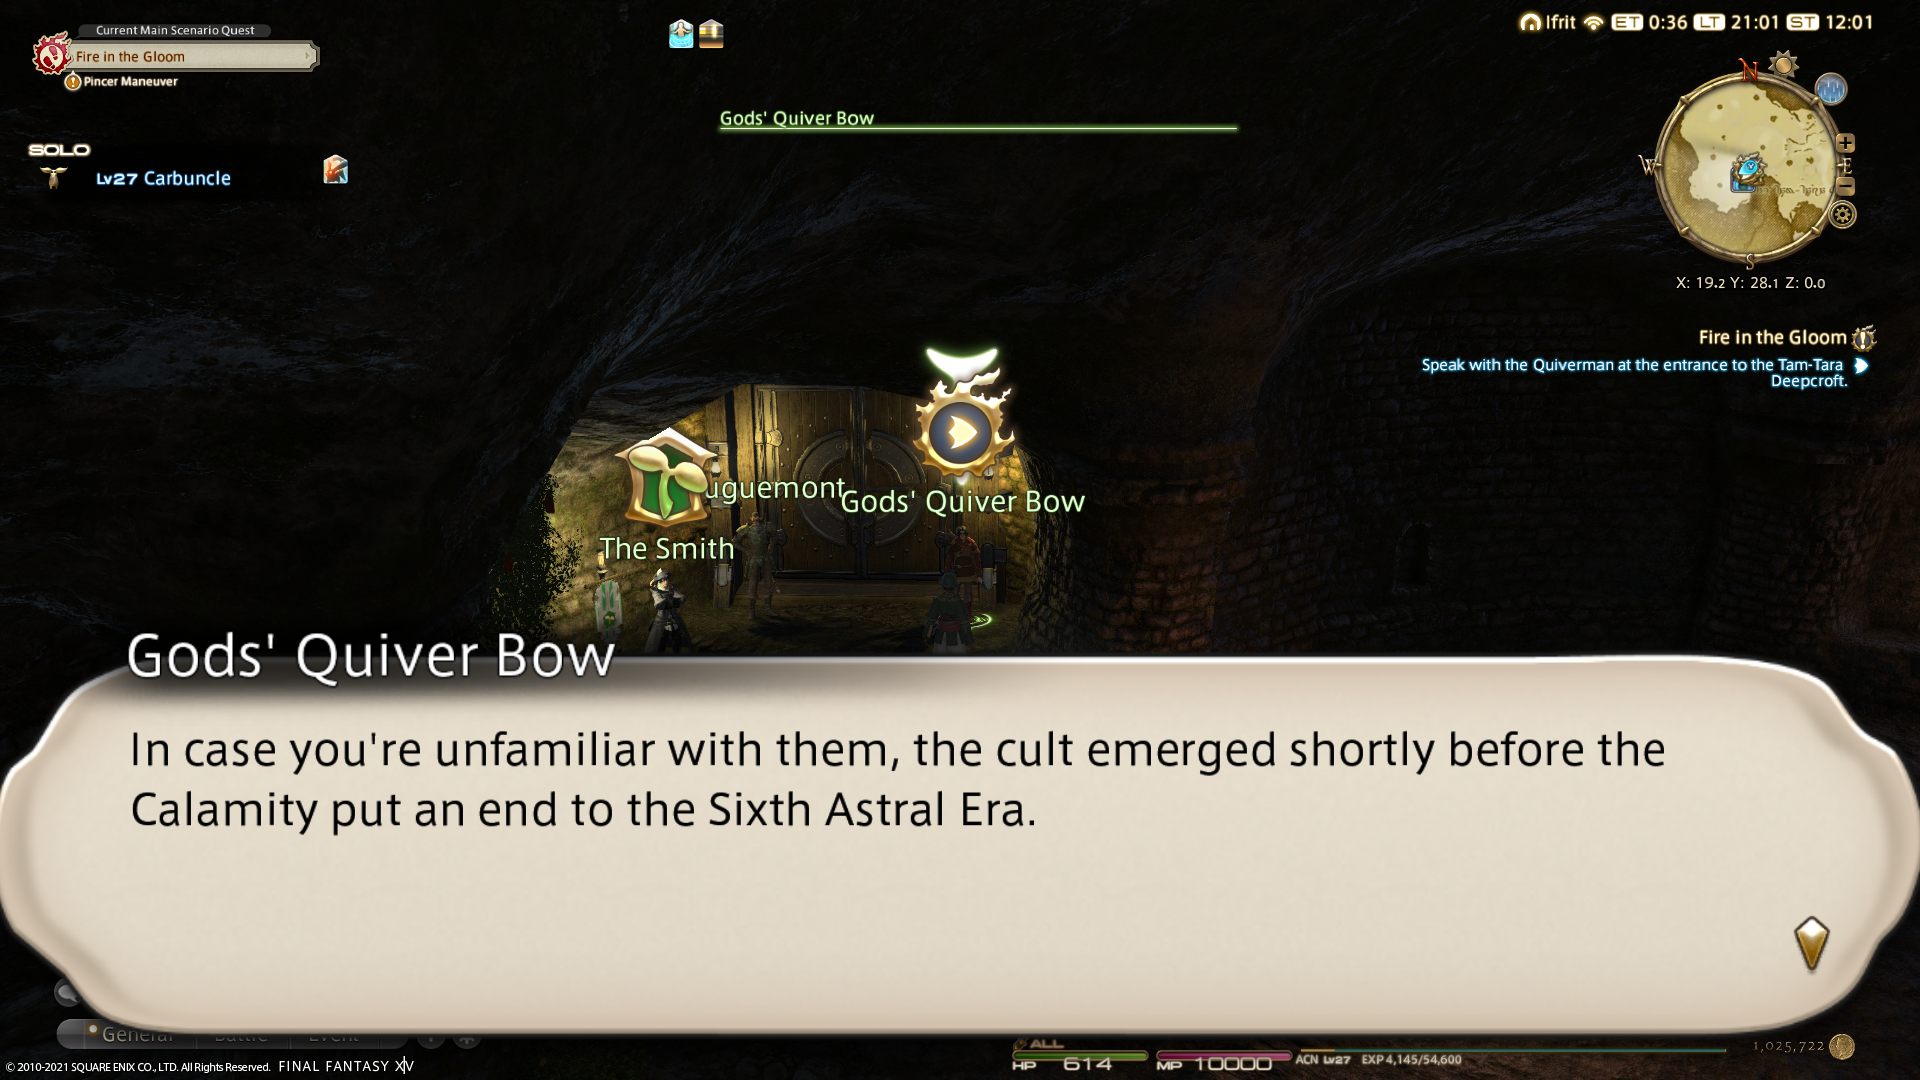 Current Main Scenario Quest
Fire in the Gloom
Pincer Maneuver
SOLO
Lv27 Carbuncle
Gods' Quiver Bow
Ifrit ET 0:36 LT 21:01 ST 12:01
N
W
E
S
X: 19.2 Y: 28.1 Z: 0.0
Fire in the Gloom
Speak with the Quiverman at the entrance to the Tam-Tara
Deepcroft.
uguemont
Gods' Quiver Bow
The Smith
Gods' Quiver Bow
In case you're unfamiliar with them, the cult emerged shortly before the
Calamity put an end to the Sixth Astral Era.
General Battle Event
ALL
HP 614 MP 10000 ACN Lv27 EXP 4,145/54,600
1,025,722
© 2010-2021 SQUARE ENIX CO., LTD. All Rights Reserved. FINAL FANTASY XIV